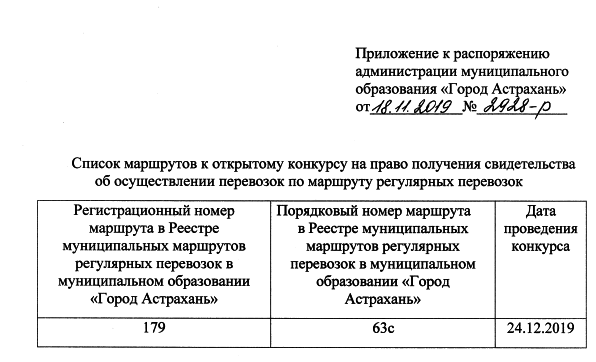 Приложение к распоряжению
администрации муниципального
образования «Город Астрахань»
от 18.11.2019 № 2928-р
Список маршрутов к открытому конкурсу на право получения свидетельства
об осуществлении перевозок по маршруту регулярных перевозок
Регистрационный номер
маршрута в Реестре
муниципальных маршрутов
регулярных перевозок в
муниципальном образовании
«Город Астрахань»
Порядковый номер маршрута
в Реестре муниципальных
маршрутов регулярных
перевозок в муниципальном
образовании «Город
Астрахань»
Дата
проведения
конкурса
179
63с
24.12.2019